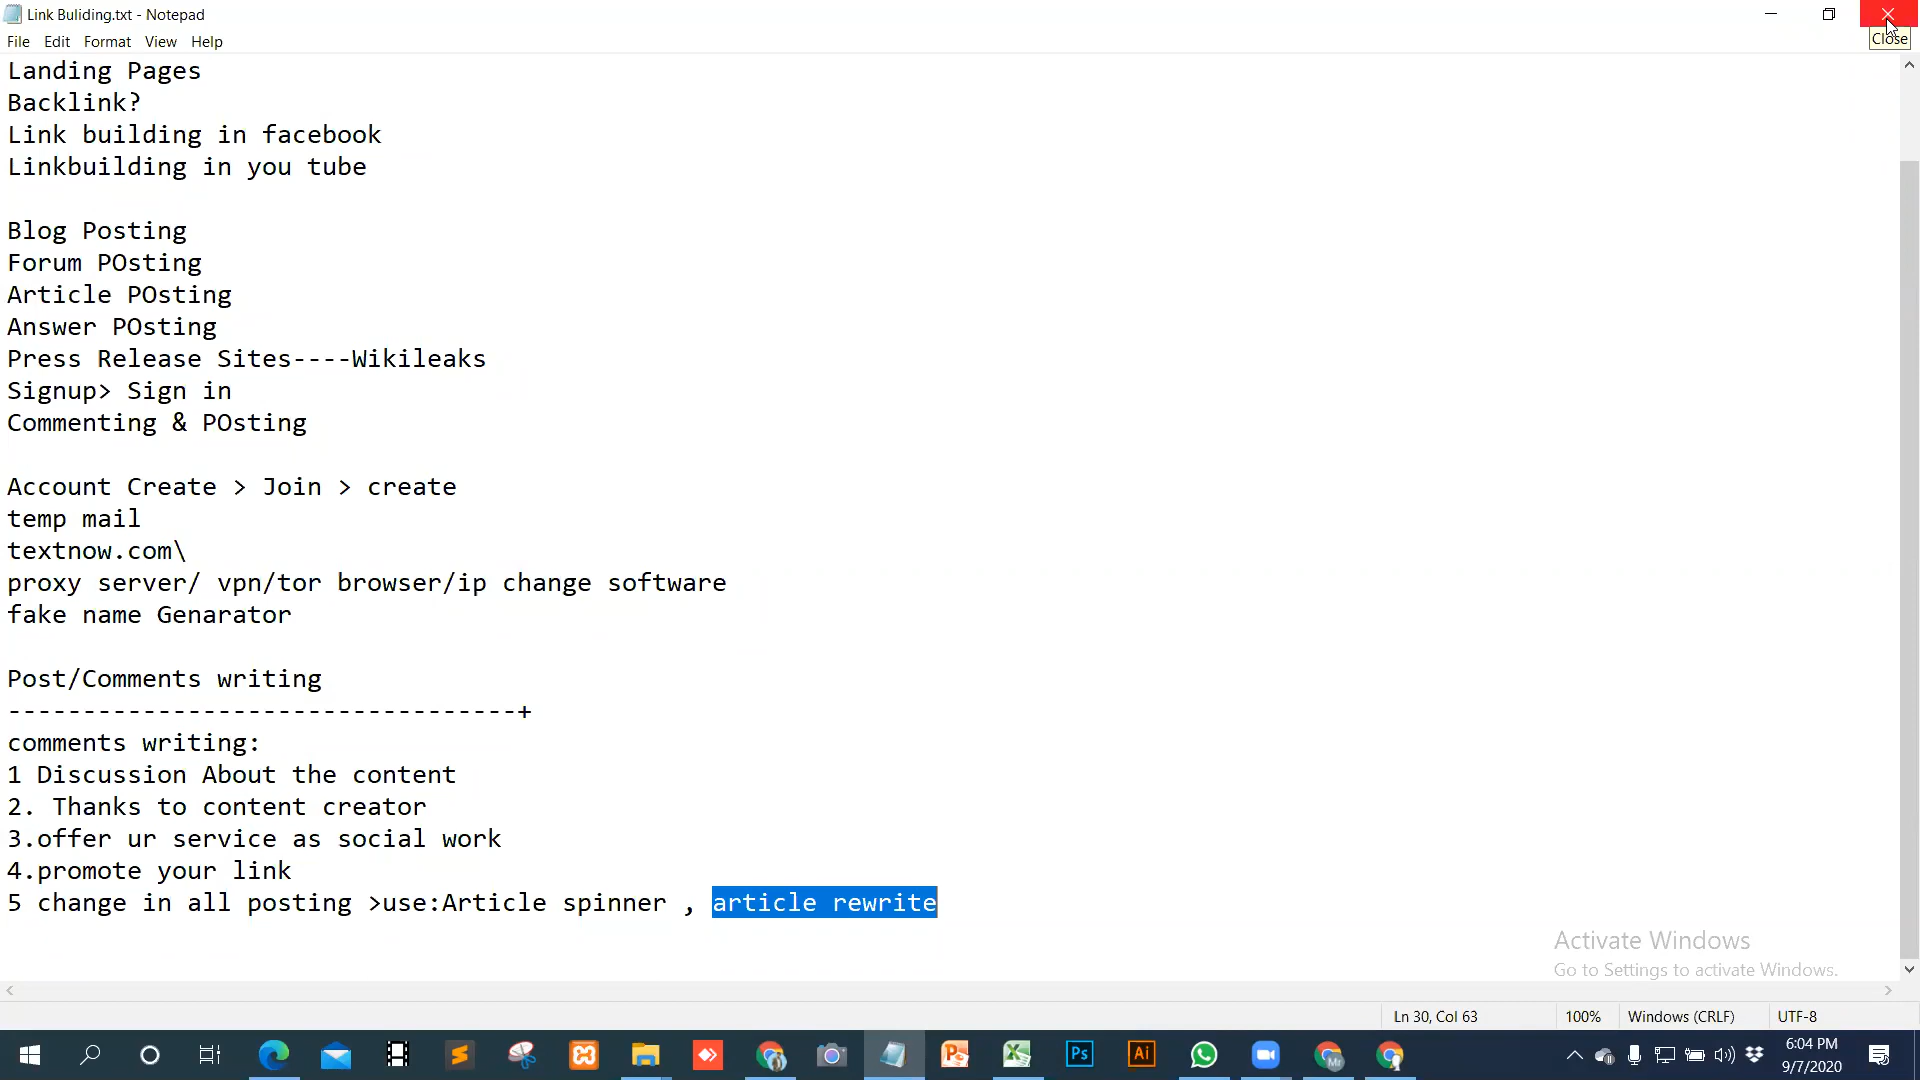 Link Buliding.txt - Notepad
File Edit Format View Help
Close
Landing Pages
Backlink?
Link building in facebook
Linkbuilding in you tube
Blog Posting
Forum POsting
Article POsting
Answer POsting
Press Release Sites----Wikileaks
Signup> Sign in
Commenting & POsting
Account Create > Join > create
temp mail
textnow.com\
proxy server/ vpn/tor browser/ip change software
fake name Genarator
Post/Comments writing
----------------------------------+
comments writing:
1 Discussion About the content
2. Thanks to content creator
3.offer ur service as social work
4.promote your link
5 change in all posting >use:Article spinner , article rewrite
Activate Windows
Go to Settings to activate Windows.
Ln 30, Col 63 100% Windows (CRLF) UTF-8
Ps Ai
6:04 PM
9/7/2020